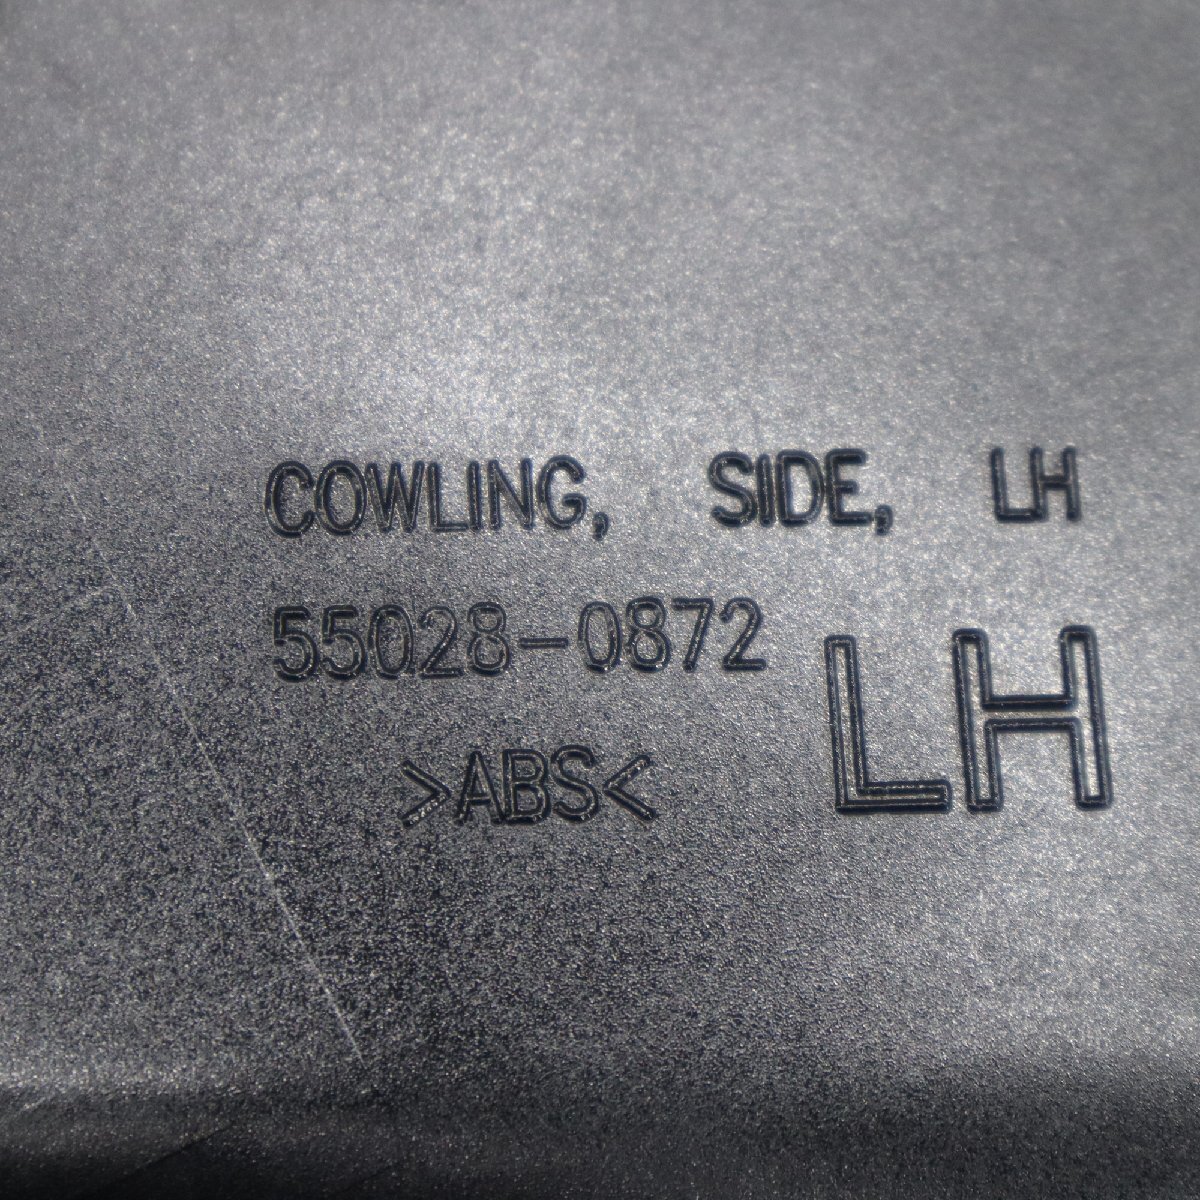 COWLING, SIDE, LH
55028-0872
LH
>ABS<